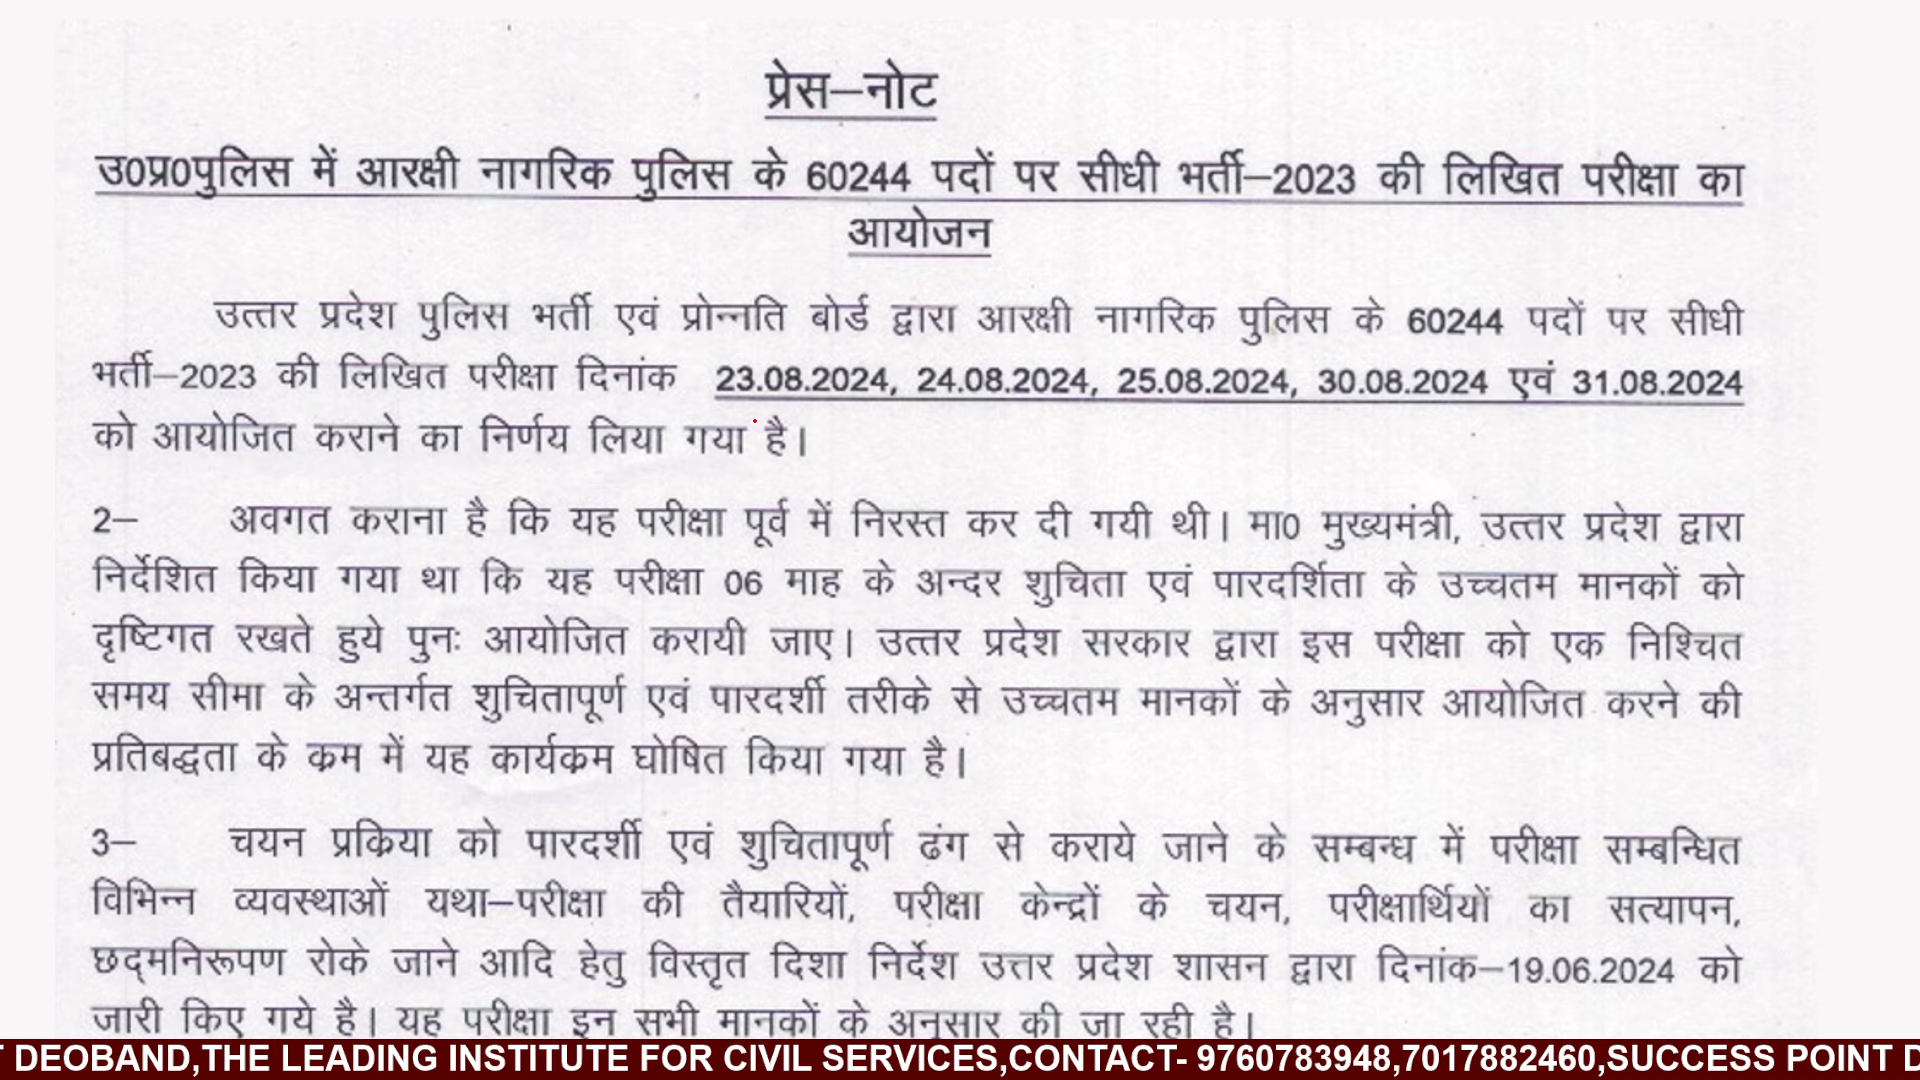 प्रेस–नोट
उ0प्र0पुलिस में आरक्षी नागरिक पुलिस के 60244 पदों पर सीधी भर्ती–2023 की लिखित परीक्षा का
आयोजन
उत्तर प्रदेश पुलिस भर्ती एवं प्रोन्नति बोर्ड द्वारा आरक्षी नागरिक पुलिस के 60244 पदों पर सीधी
भर्ती–2023 की लिखित परीक्षा दिनांक 23.08.2024, 24.08.2024, 25.08.2024, 30.08.2024 एवं 31.08.2024
को आयोजित कराने का निर्णय लिया गया है।
2– अवगत कराना है कि यह परीक्षा पूर्व में निरस्त कर दी गयी थी। मा0 मुख्यमंत्री, उत्तर प्रदेश द्वारा
निर्देशित किया गया था कि यह परीक्षा 06 माह के अन्दर शुचिता एवं पारदर्शिता के उच्चतम मानकों को
दृष्टिगत रखते हुये पुनः आयोजित करायी जाए। उत्तर प्रदेश सरकार द्वारा इस परीक्षा को एक निश्चित
समय सीमा के अन्तर्गत शुचितापूर्ण एवं पारदर्शी तरीके से उच्चतम मानकों के अनुसार आयोजित करने की
प्रतिबद्धता के कम में यह कार्यकम घोषित किया गया है।
3– चयन प्रकिया को पारदर्शी एवं शुचितापूर्ण ढंग से कराये जाने के सम्बन्ध में परीक्षा सम्बन्धित
विभिन्न व्यवस्थाओं यथा–परीक्षा की तैयारियों, परीक्षा केन्द्रों के चयन, परीक्षार्थियों का सत्यापन,
छद्मनिरूपण रोके जाने आदि हेतु विस्तृत दिशा निर्देश उत्तर प्रदेश शासन द्वारा दिनांक–19.06.2024 को
जारी किए गये है। यह परीक्षा इन सभी मानकों के अनुसार की जा रही है।
T DEOBAND,THE LEADING INSTITUTE FOR CIVIL SERVICES,CONTACT- 9760783948,7017882460,SUCCESS POINT D